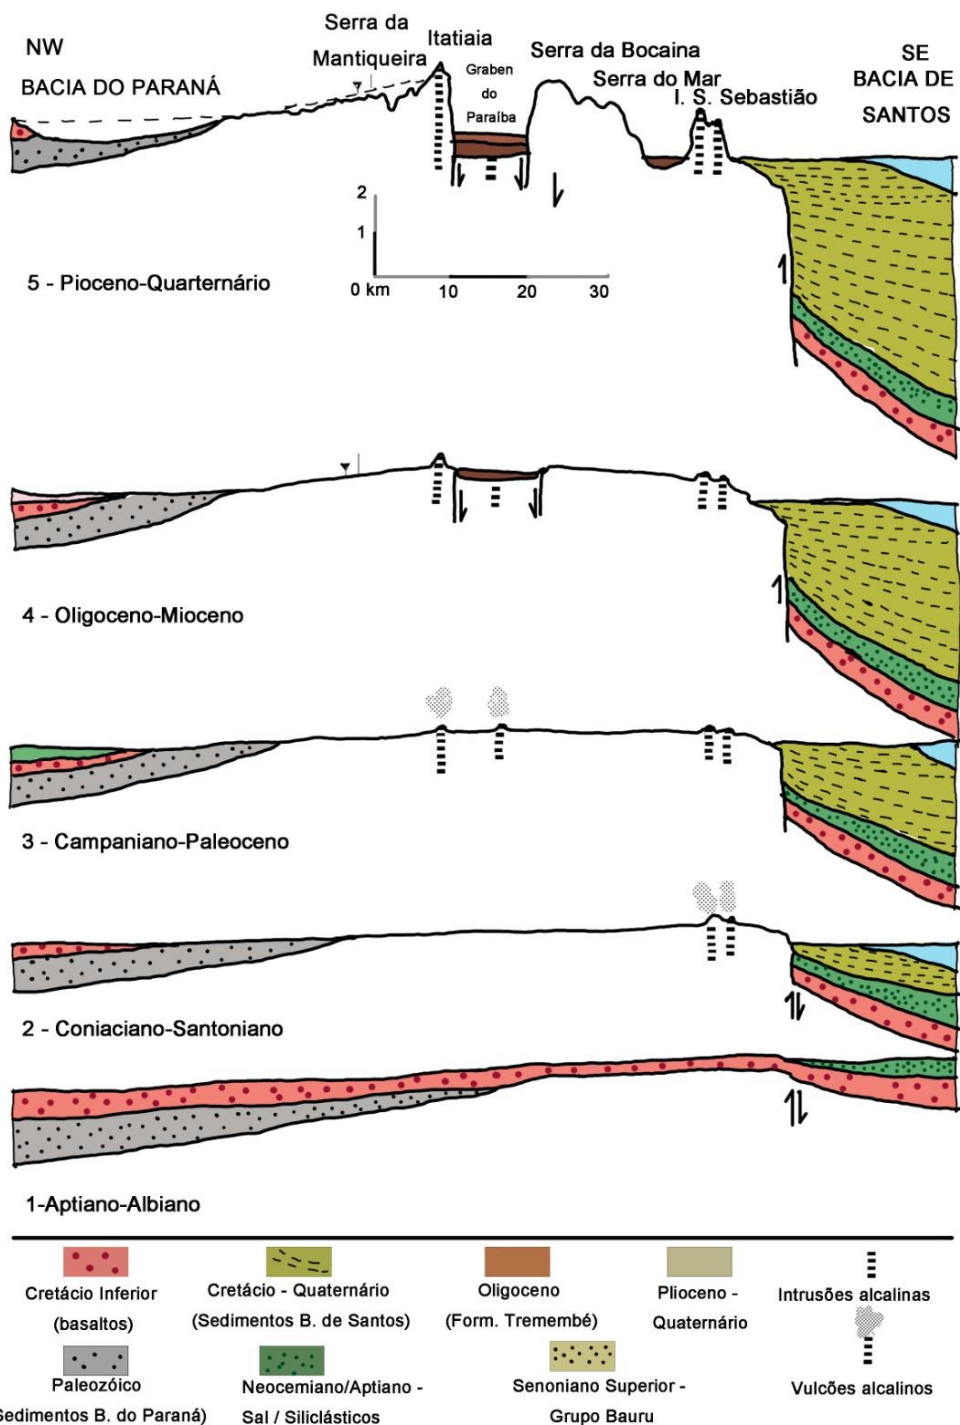 NW
BACIA DO PARANÁ
Serra da
Mantiqueira
Itatiaia
Graben
do
Paraíba
Serra da Bocaina
Serra do Mar
I. S. Sebastião
SE
BACIA DE
SANTOS
2
1
0 km
10
20
30
5 - Pioceno-Quarternário
4 - Oligoceno-Mioceno
3 - Campaniano-Paleoceno
2 - Coniaciano-Santoniano
1-Aptiano-Albiano
Cretácio Inferior
(basaltos)
Cretácio - Quaternário
(Sedimentos B. de Santos)
Oligoceno
(Form. Tremembé)
Plioceno -
Quaternário
Intrusões alcalinas
Paleozóico
Sedimentos B. do Paraná)
Neocemiano/Aptiano -
Sal / Siliclásticos
Senoniano Superior -
Grupo Bauru
Vulcões alcalinos